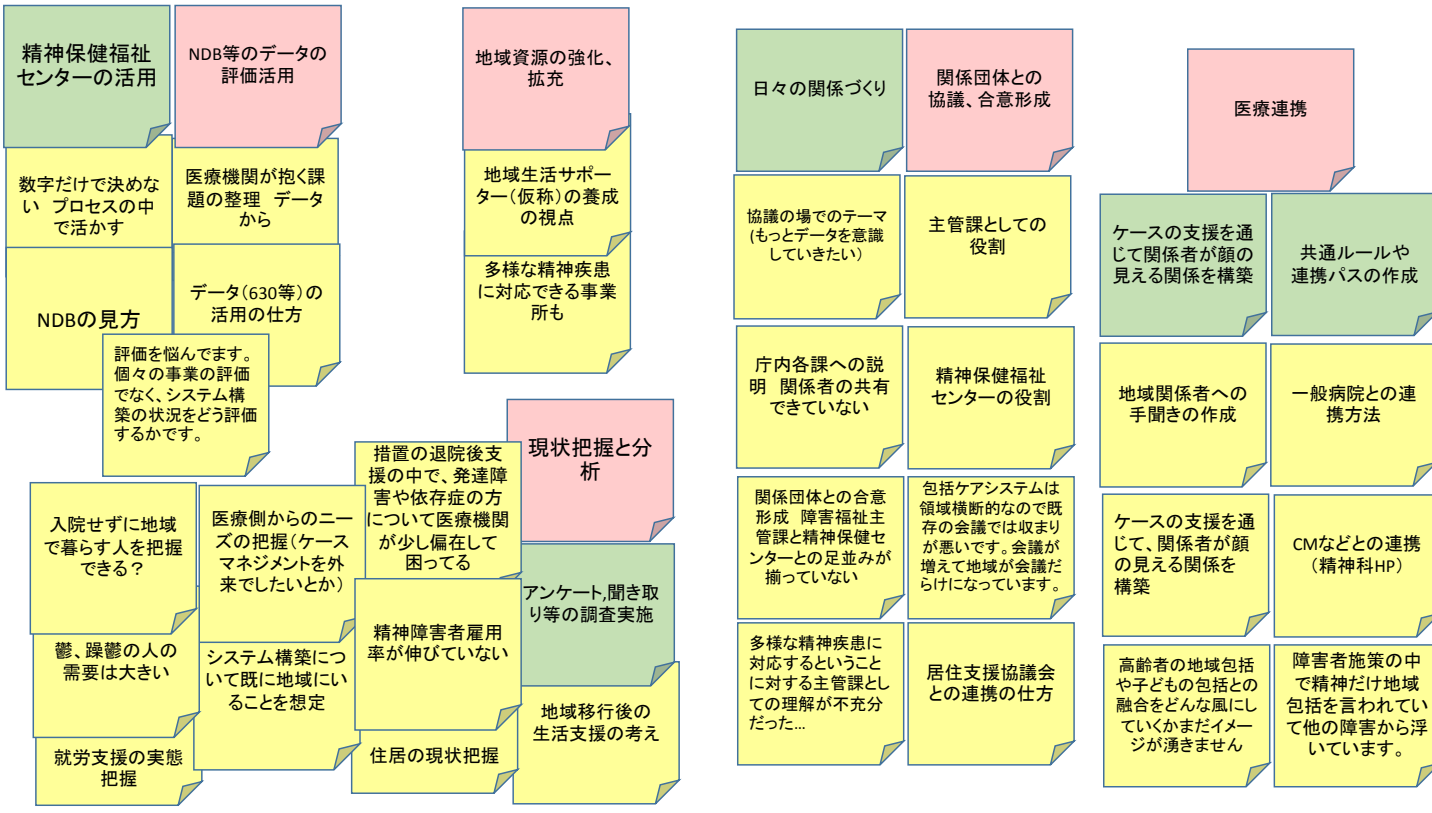 精神保健福祉
センターの活用
NDB等のデータの
評価活用
数字だけで決めな
い プロセスの中
で活かす
医療機関が抱く課
題の整理 データ
から
NDBの見方
データ（630等）の
活用の仕方
評価を悩んでます。
個々の事業の評価
でなく、システム構
築の状況をどう評価
するかです。
地域資源の強化、
拡充
地域生活サポー
ター（仮称）の養成
の視点
多様な精神疾患
に対応できる事業
所も
現状把握と分
析
アンケート,聞き取
り等の調査実施
措置の退院後支
援の中で、発達障
害や依存症の方
について医療機関
が少し偏在して
困ってる
入院せずに地域
で暮らす人を把握
できる？
医療側からのニー
ズの把握（ケース
マネジメントを外
来でしたいとか）
精神障害者雇用
率が伸びていない
鬱、躁鬱の人の
需要は大きい
システム構築につ
いて既に地域にい
ることを想定
地域移行後の
生活支援の考え
就労支援の実態
把握
住居の現状把握
日々の関係づくり
関係団体との
協議、合意形成
協議の場でのテーマ
(もっとデータを意識
していきたい）
主管課としての
役割
庁内各課への説
明 関係者の共有
できていない
精神保健福祉
センターの役割
関係団体との合意
形成 障害福祉主
管課と精神保健セ
ンターとの足並みが
揃っていない
包括ケアシステムは
領域横断的なので既
存の会議では収まり
が悪いです。会議が
増えて地域が会議だ
らけになっています。
多様な精神疾患に
対応するということ
に対する主管課とし
ての理解が不充分
だった…
居住支援協議会
との連携の仕方
医療連携
ケースの支援を通
じて関係者が顔の
見える関係を構築
共通ルールや
連携パスの作成
地域関係者への
手聞きの作成
一般病院との連
携方法
ケースの支援を通
じて、関係者が顔
の見える関係を
構築
CMなどとの連携
（精神科HP）
高齢者の地域包括
や子どもの包括との
融合をどんな風にし
ていくかまだイメー
ジが湧きません
障害者施策の中
で精神だけ地域
包括を言われてい
て他の障害から浮
いています。